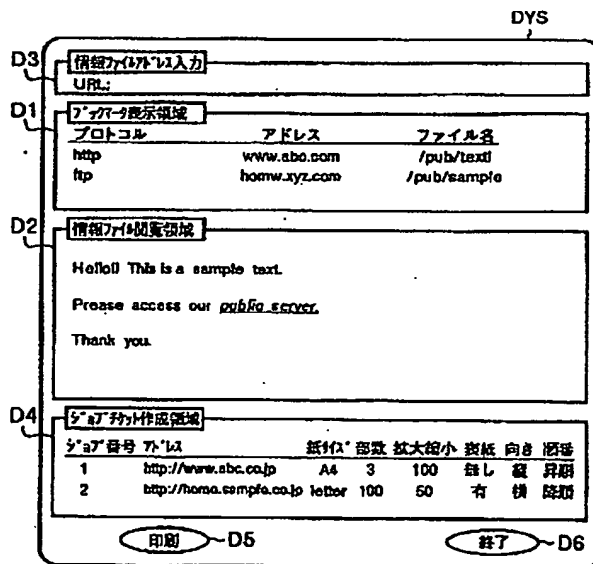 DYS
D3 情報ファイルアドレス入力
URL:
D1 ブックマーク表示領域
プロトコル アドレス ファイル名
http www.abc.com /pub/text1
ftp homw.xyz.com /pub/sample
D2 情報ファイル閲覧領域
Hello!! This is a sample text.
Prease access our public server.
Thank you.
D4 ジョブチケット作成領域
ジョブ番号 アドレス 紙サイズ 部数 拡大縮小 表紙 向き 順番
1 http://www.abc.co.jp A4 3 100 無し 縦 昇順
2 http://home.sample.co.jp letter 100 50 有 横 降順
印刷 D5 終了 D6